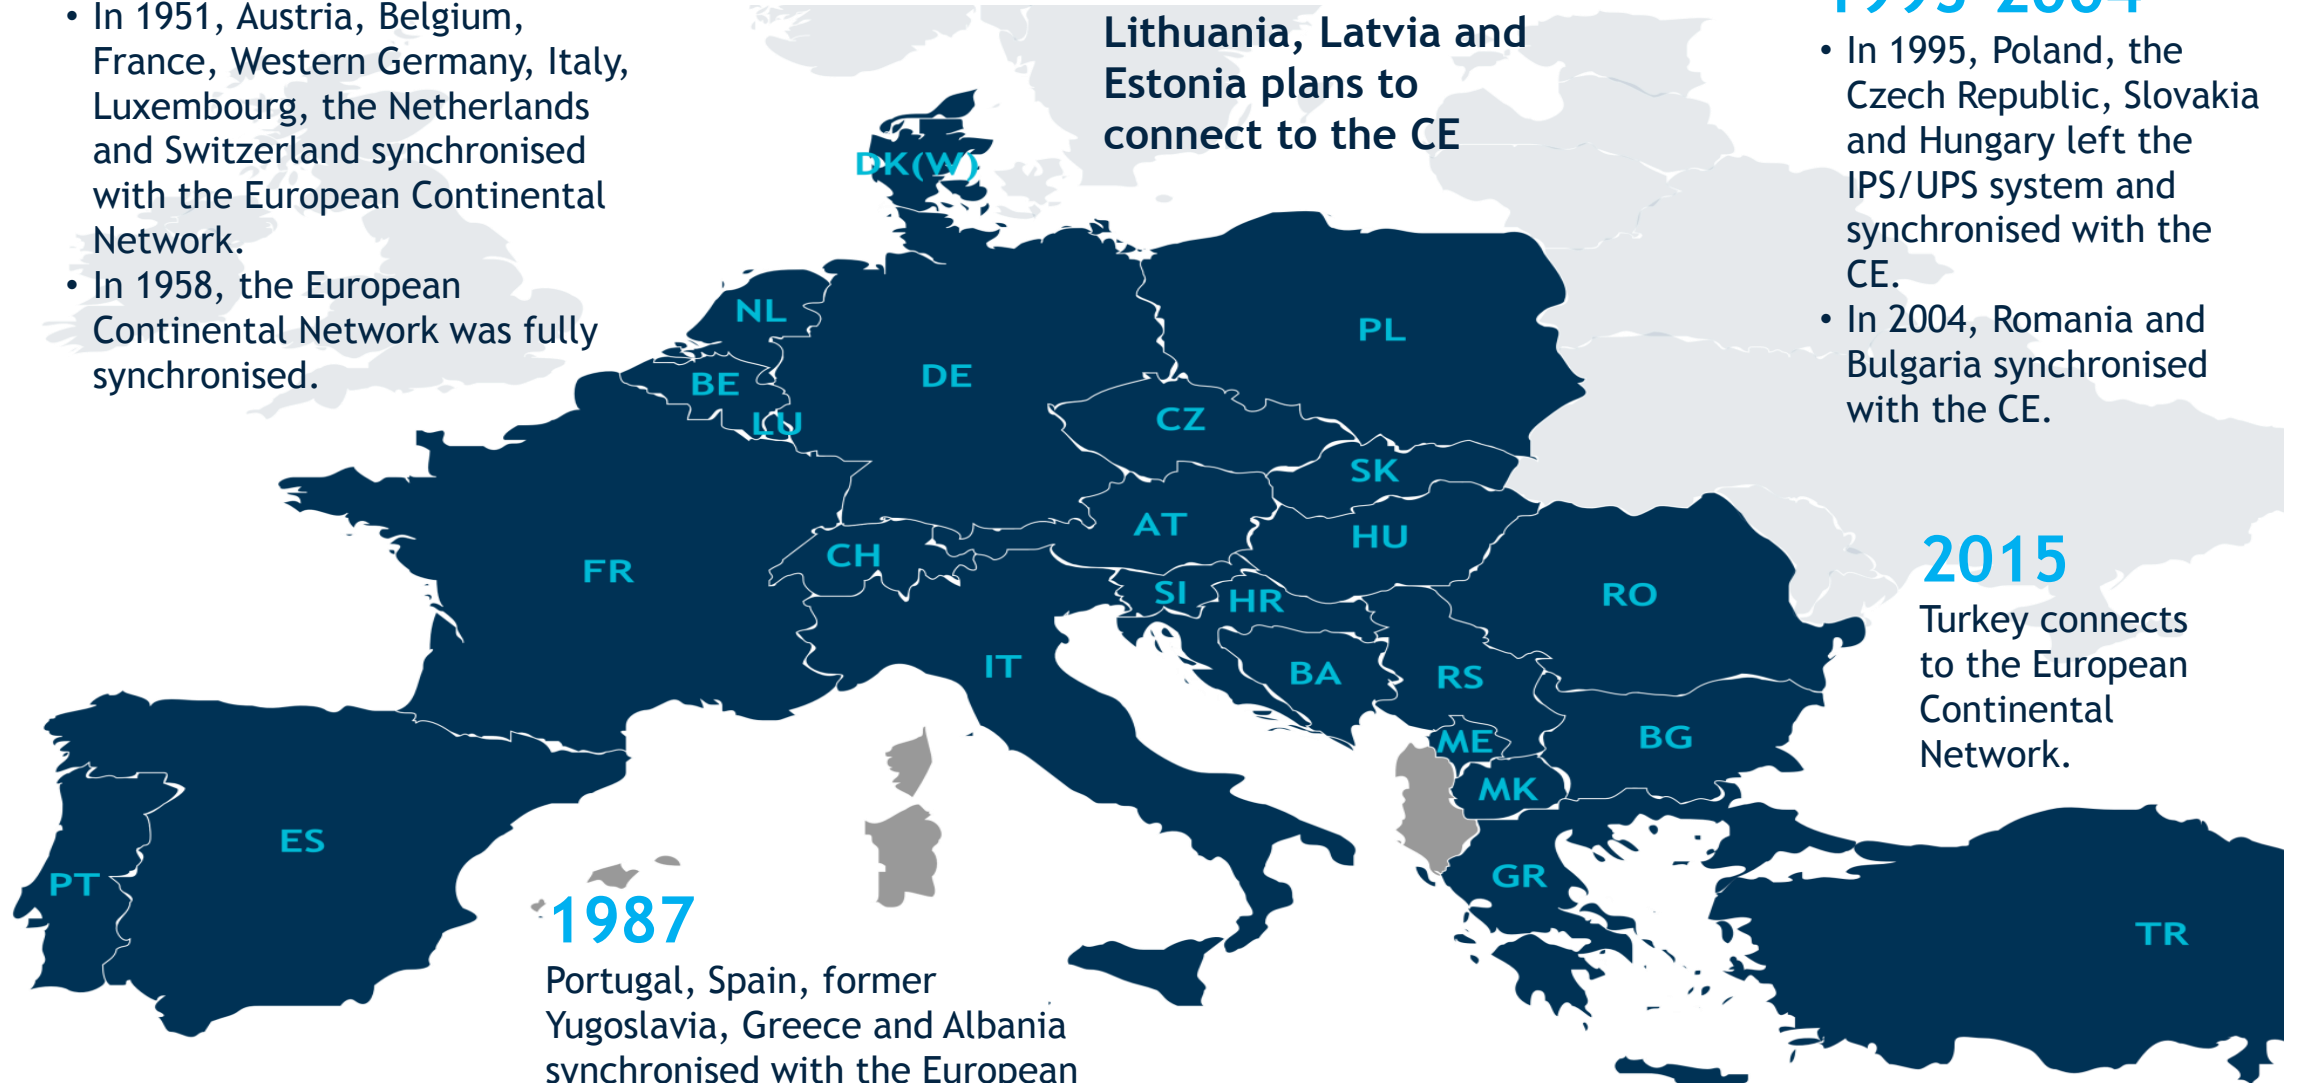 • In 1951, Austria, Belgium,
France, Western Germany, Italy,
Luxembourg, the Netherlands
and Switzerland synchronised
with the European Continental
Network.
• In 1958, the European
Continental Network was fully
synchronised.
Lithuania, Latvia and
Estonia plans to
connect to the CE
1995-2004
• In 1995, Poland, the
Czech Republic, Slovakia
and Hungary left the
IPS/UPS system and
synchronised with the
CE.
• In 2004, Romania and
Bulgaria synchronised
with the CE.
2015
Turkey connects
to the European
Continental
Network.
1987
Portugal, Spain, former
Yugoslavia, Greece and Albania
synchronised with the European
DK(W)
NL
BE
LU
DE
PL
CZ
SK
AT
HU
CH
FR
SI
HR
RO
IT
BA
RS
ME
BG
MK
ES
PT
GR
TR